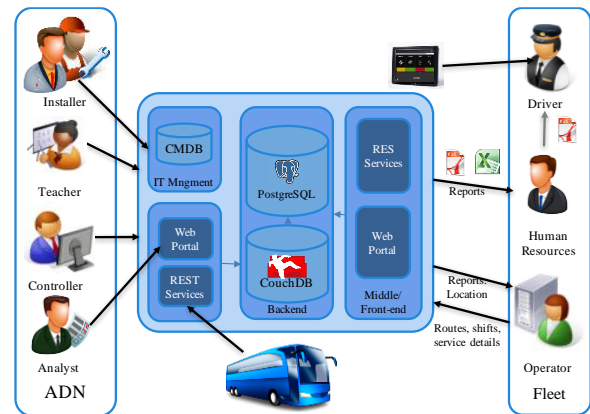 Installer
Teacher
Controller
Analyst
ADN
CMDB
IT Mngment
Web
Portal
REST
Services
PostgreSQL
CouchDB
Backend
RES
Services
Web
Portal
Middle/
Front-end
Reports
Reports.
Location
Routes, shifts,
service details
Driver
Human
Resources
Operator
Fleet